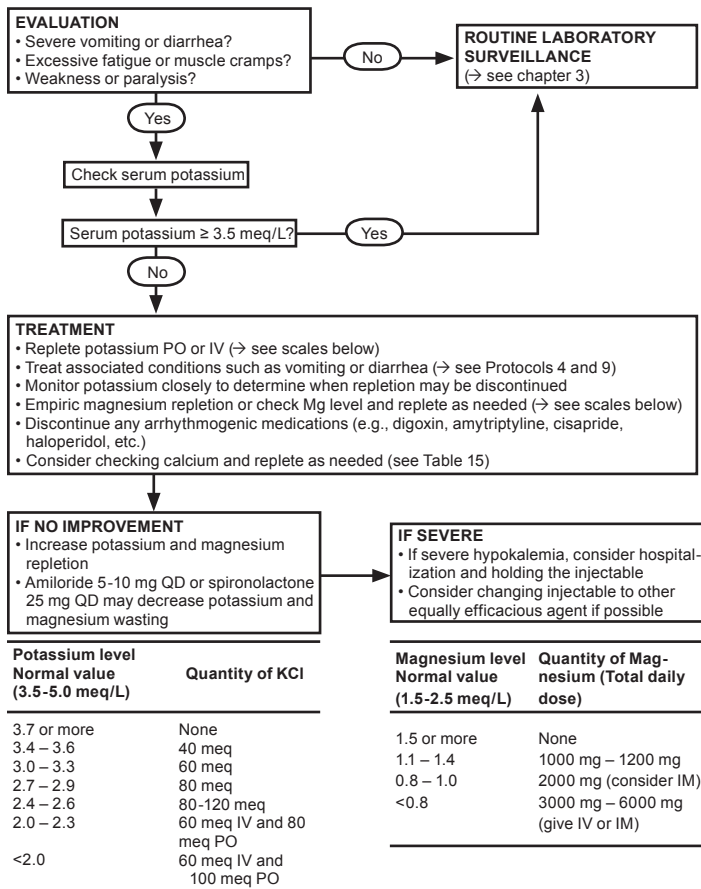 EVALUATION
• Severe vomiting or diarrhea?
• Excessive fatigue or muscle cramps?
• Weakness or paralysis?
No
ROUTINE LABORATORY
SURVEILLANCE
(→ see chapter 3)
Yes
Check serum potassium
Serum potassium ≥ 3.5 meq/L?
Yes
No
TREATMENT
• Replete potassium PO or IV (→ see scales below)
• Treat associated conditions such as vomiting or diarrhea (→ see Protocols 4 and 9)
• Monitor potassium closely to determine when repletion may be discontinued
• Empiric magnesium repletion or check Mg level and replete as needed (→ see scales below)
• Discontinue any arrhythmogenic medications (e.g., digoxin, amytriptyline, cisapride,
haloperidol, etc.)
• Consider checking calcium and replete as needed (see Table 15)
IF NO IMPROVEMENT
• Increase potassium and magnesium
repletion
• Amiloride 5-10 mg QD or spironolactone
25 mg QD may decrease potassium and
magnesium wasting
IF SEVERE
• If severe hypokalemia, consider hospital-
ization and holding the injectable
• Consider changing injectable to other
equally efficacious agent if possible
Potassium level
Normal value
(3.5-5.0 meq/L)
Quantity of KCl
3.7 or more None
3.4 – 3.6 40 meq
3.0 – 3.3 60 meq
2.7 – 2.9 80 meq
2.4 – 2.6 80-120 meq
2.0 – 2.3 60 meq IV and 80
meq PO
<2.0 60 meq IV and
100 meq PO
Magnesium level
Normal value
(1.5-2.5 meq/L)
Quantity of Mag-
nesium (Total daily
dose)
1.5 or more None
1.1 – 1.4 1000 mg – 1200 mg
0.8 – 1.0 2000 mg (consider IM)
<0.8 3000 mg – 6000 mg
(give IV or IM)